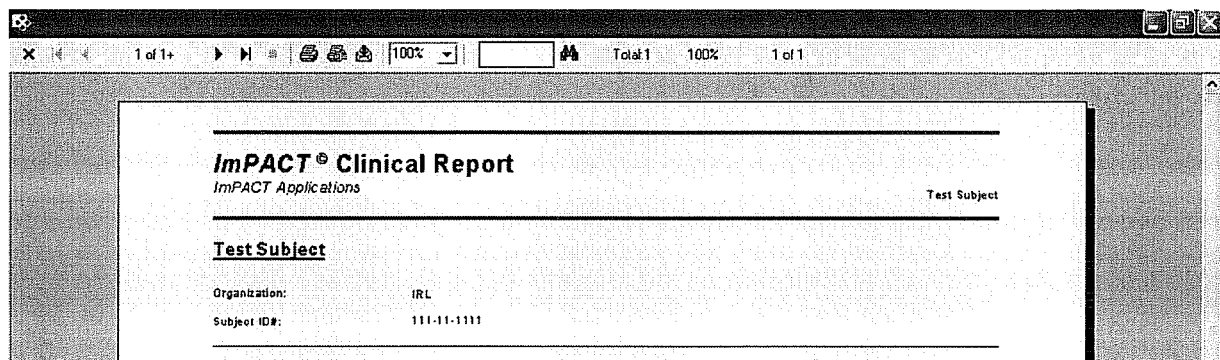 1 of 1+ 100% Total:1 100% 1 of 1
ImPACT® Clinical Report
ImPACT Applications
Test Subject
Test Subject
Organization: IRL
Subject ID#: 111-11-1111